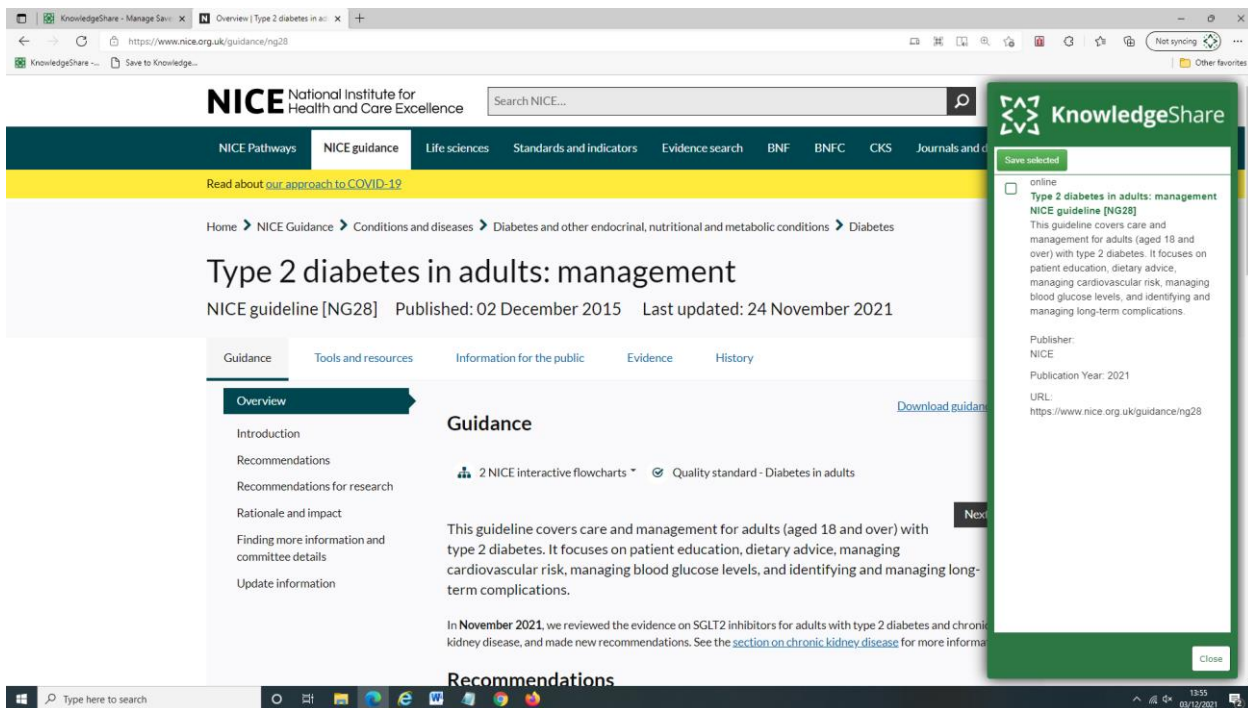 KnowledgeShare - Manage Save
Overview | Type 2 diabetes in ad
https://www.nice.org.uk/guidance/ng28
Not syncing
KnowledgeShare -...
Save to Knowledge...
Other favorites
NICE National Institute for
Health and Care Excellence
Search NICE...
NICE Pathways
NICE guidance
Life sciences
Standards and indicators
Evidence search
BNF
BNFC
CKS
Journals and d
Read about our approach to COVID-19
Home > NICE Guidance > Conditions and diseases > Diabetes and other endocrinal, nutritional and metabolic conditions > Diabetes
Type 2 diabetes in adults: management
NICE guideline [NG28] Published: 02 December 2015 Last updated: 24 November 2021
Guidance
Tools and resources
Information for the public
Evidence
History
Overview
Introduction
Recommendations
Recommendations for research
Rationale and impact
Finding more information and
committee details
Update information
Download guidanc
Guidance
2 NICE interactive flowcharts
Quality standard - Diabetes in adults
Next
This guideline covers care and management for adults (aged 18 and over) with
type 2 diabetes. It focuses on patient education, dietary advice, managing
cardiovascular risk, managing blood glucose levels, and identifying and managing long-
term complications.
In November 2021, we reviewed the evidence on SGLT2 inhibitors for adults with type 2 diabetes and chronic
kidney disease, and made new recommendations. See the section on chronic kidney disease for more informa
Recommendations
KnowledgeShare
Save selected
online
Type 2 diabetes in adults: management
NICE guideline [NG28]
This guideline covers care and
management for adults (aged 18 and
over) with type 2 diabetes. It focuses on
patient education, dietary advice,
managing cardiovascular risk, managing
blood glucose levels, and identifying and
managing long-term complications.
Publisher:
NICE
Publication Year: 2021
URL:
https://www.nice.org.uk/guidance/ng28
Close
Type here to search
13:55
03/12/2021